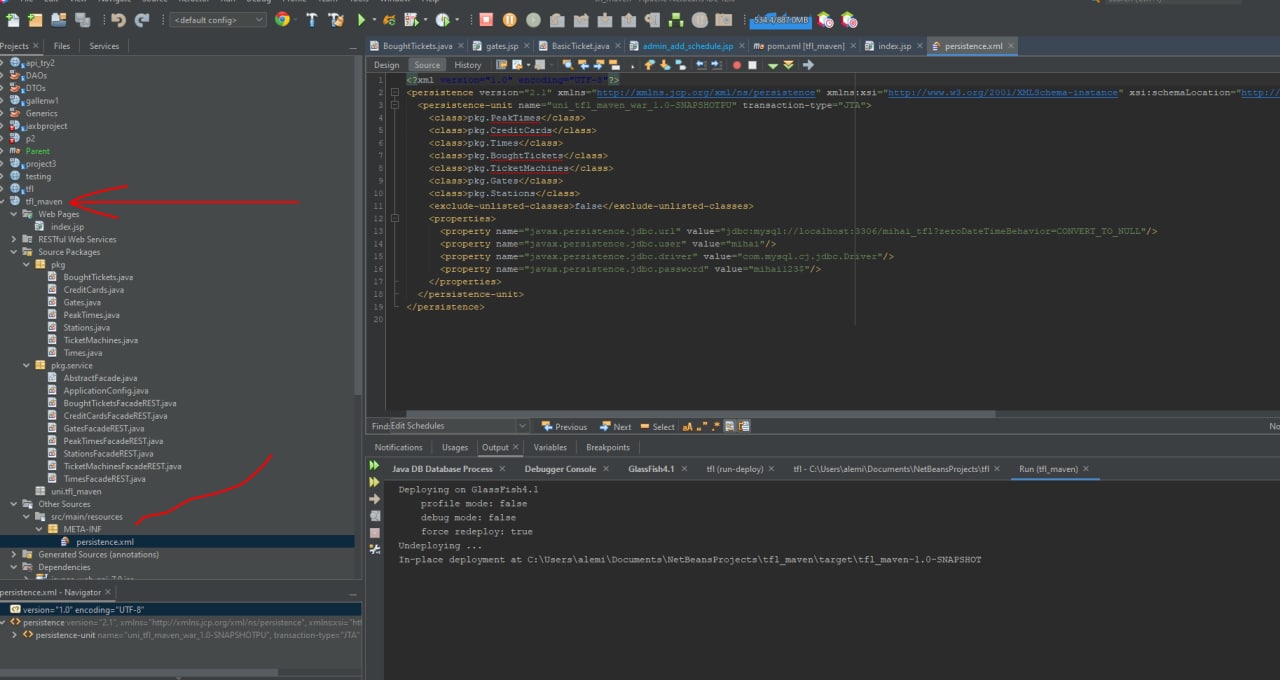 <default config>
534.4/887.0MB
Projects Files Services
api_try2
DAOs
DTOs
gallenw1
Generics
jaxbproject
p2
Parent
project3
testing
tfl
tfl_maven
Web Pages
index.jsp
RESTful Web Services
Source Packages
pkg
BoughtTickets.java
CreditCards.java
Gates.java
PeakTimes.java
Stations.java
TicketMachines.java
Times.java
pkg.service
AbstractFacade.java
ApplicationConfig.java
BoughtTicketsFacadeREST.java
CreditCardsFacadeREST.java
GatesFacadeREST.java
PeakTimesFacadeREST.java
StationsFacadeREST.java
TicketMachinesFacadeREST.java
TimesFacadeREST.java
uni.tfl_maven
Other Sources
src/main/resources
META-INF
persistence.xml
Generated Sources (annotations)
Dependencies
persistence.xml - Navigator
version="1.0" encoding="UTF-8"
persistence version="2.1", xmlns="http://xmlns.jcp.org/xml/ns/persistence", xmlns:xsi="htt
persistence-unit name="uni_tfl_maven_war_1.0-SNAPSHOTPU", transaction-type="JTA"
BoughtTickets.java gates.jsp BasicTicket.java admin_add_schedule.jsp pom.xml [tfl_maven] index.jsp persistence.xml
Design Source History
1 <?xml version="1.0" encoding="UTF-8"?>
2 <persistence version="2.1" xmlns="http://xmlns.jcp.org/xml/ns/persistence" xmlns:xsi="http://www.w3.org/2001/XMLSchema-instance" xsi:schemaLocation="http://
3 <persistence-unit name="uni_tfl_maven_war_1.0-SNAPSHOTPU" transaction-type="JTA">
4 <class>pkg.PeakTimes</class>
5 <class>pkg.CreditCards</class>
6 <class>pkg.Times</class>
7 <class>pkg.BoughtTickets</class>
8 <class>pkg.TicketMachines</class>
9 <class>pkg.Gates</class>
10 <class>pkg.Stations</class>
11 <exclude-unlisted-classes>false</exclude-unlisted-classes>
12 <properties>
13 <property name="javax.persistence.jdbc.url" value="jdbc:mysql://localhost:3306/mihai_tfl?zeroDateTimeBehavior=CONVERT_TO_NULL"/>
14 <property name="javax.persistence.jdbc.user" value="mihai"/>
15 <property name="javax.persistence.jdbc.driver" value="com.mysql.cj.jdbc.Driver"/>
16 <property name="javax.persistence.jdbc.password" value="mihai123$"/>
17 </properties>
18 </persistence-unit>
19 </persistence>
20
Find: Edit Schedules Previous Next Select No
Notifications Usages Output Variables Breakpoints
Java DB Database Process Debugger Console GlassFish4.1 tfl (run-deploy) tfl - C:\Users\alemi\Documents\NetBeansProjects\tfl Run (tfl_maven)
Deploying on GlassFish4.1
profile mode: false
debug mode: false
force redeploy: true
Undeploying ...
In-place deployment at C:\Users\alemi\Documents\NetBeansProjects\tfl_maven\target\tfl_maven-1.0-SNAPSHOT